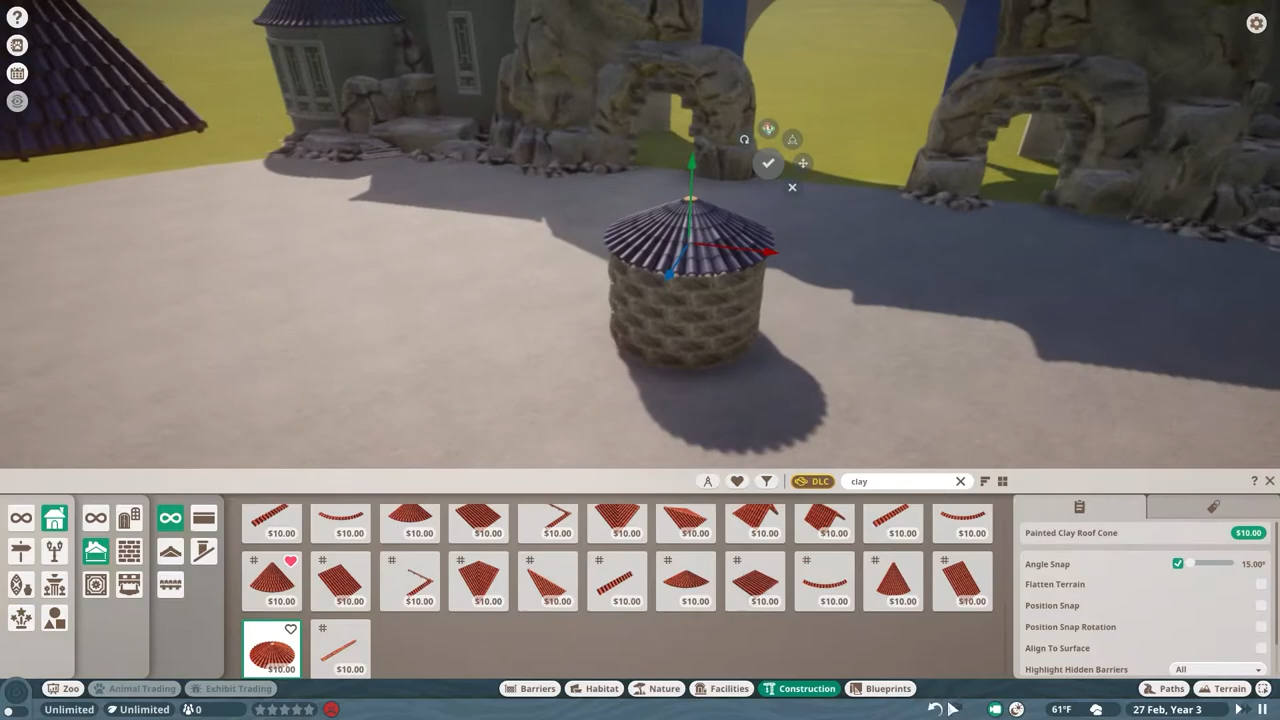 ?
DLC
clay
?
$10.00 $10.00 $10.00 $10.00 $10.00 $10.00 $10.00 $10.00 $10.00 $10.00 $10.00
# # # # # # # # # #
$10.00 $10.00 $10.00 $10.00 $10.00 $10.00 $10.00 $10.00 $10.00 $10.00 $10.00
#
$10.00 $10.00
Painted Clay Roof Cone $10.00
Angle Snap 15.00°
Flatten Terrain
Position Snap
Position Snap Rotation
Align To Surface
Highlight Hidden Barriers All
Zoo Animal Trading Exhibit Trading Barriers Habitat Nature Facilities Construction Blueprints Paths Terrain
Unlimited Unlimited 0 61°F 27 Feb, Year 3